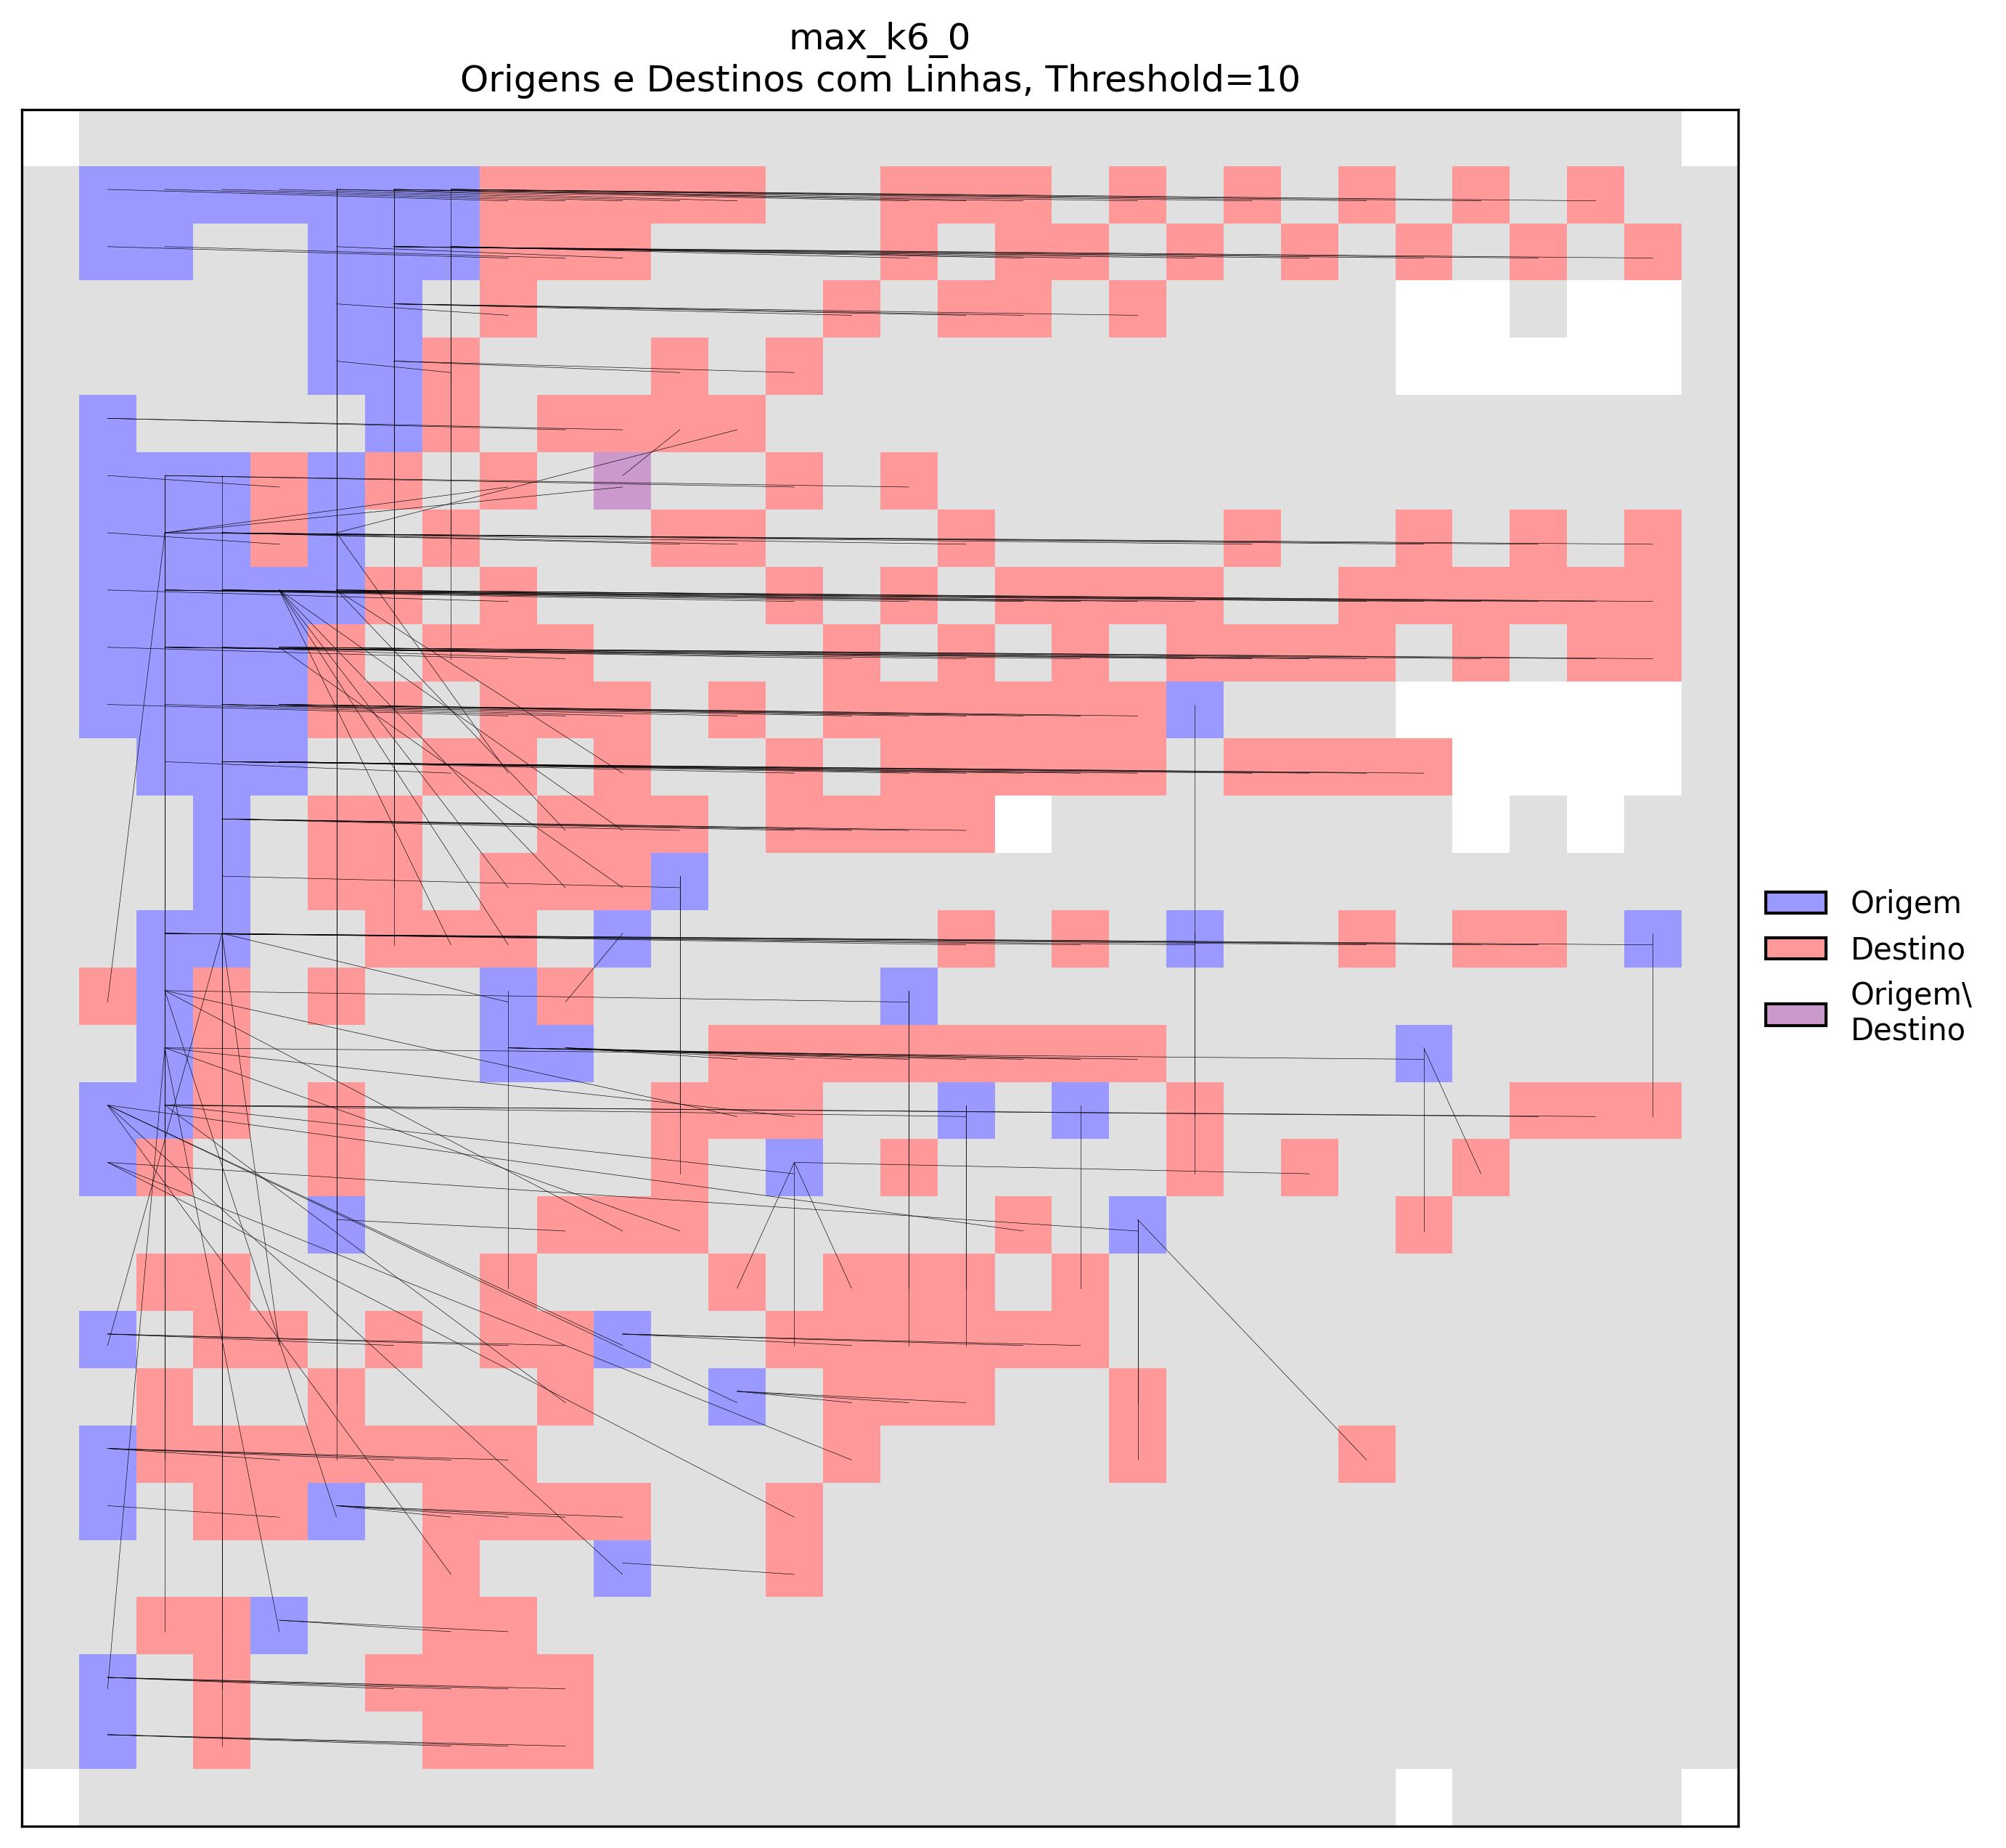 max_k6_0
Origens e Destinos com Linhas, Threshold=10
Origem
Destino
Origem\
Destino